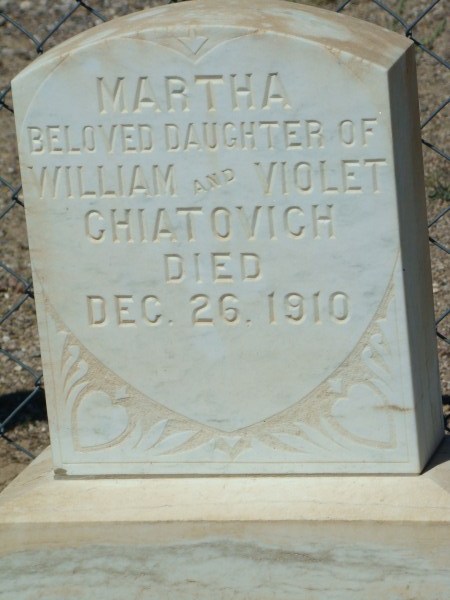 MARTHA
BELOVED DAUGHTER OF
WILLIAM AND VIOLET
CHIATOVICH
DIED
DEC. 26. 1910